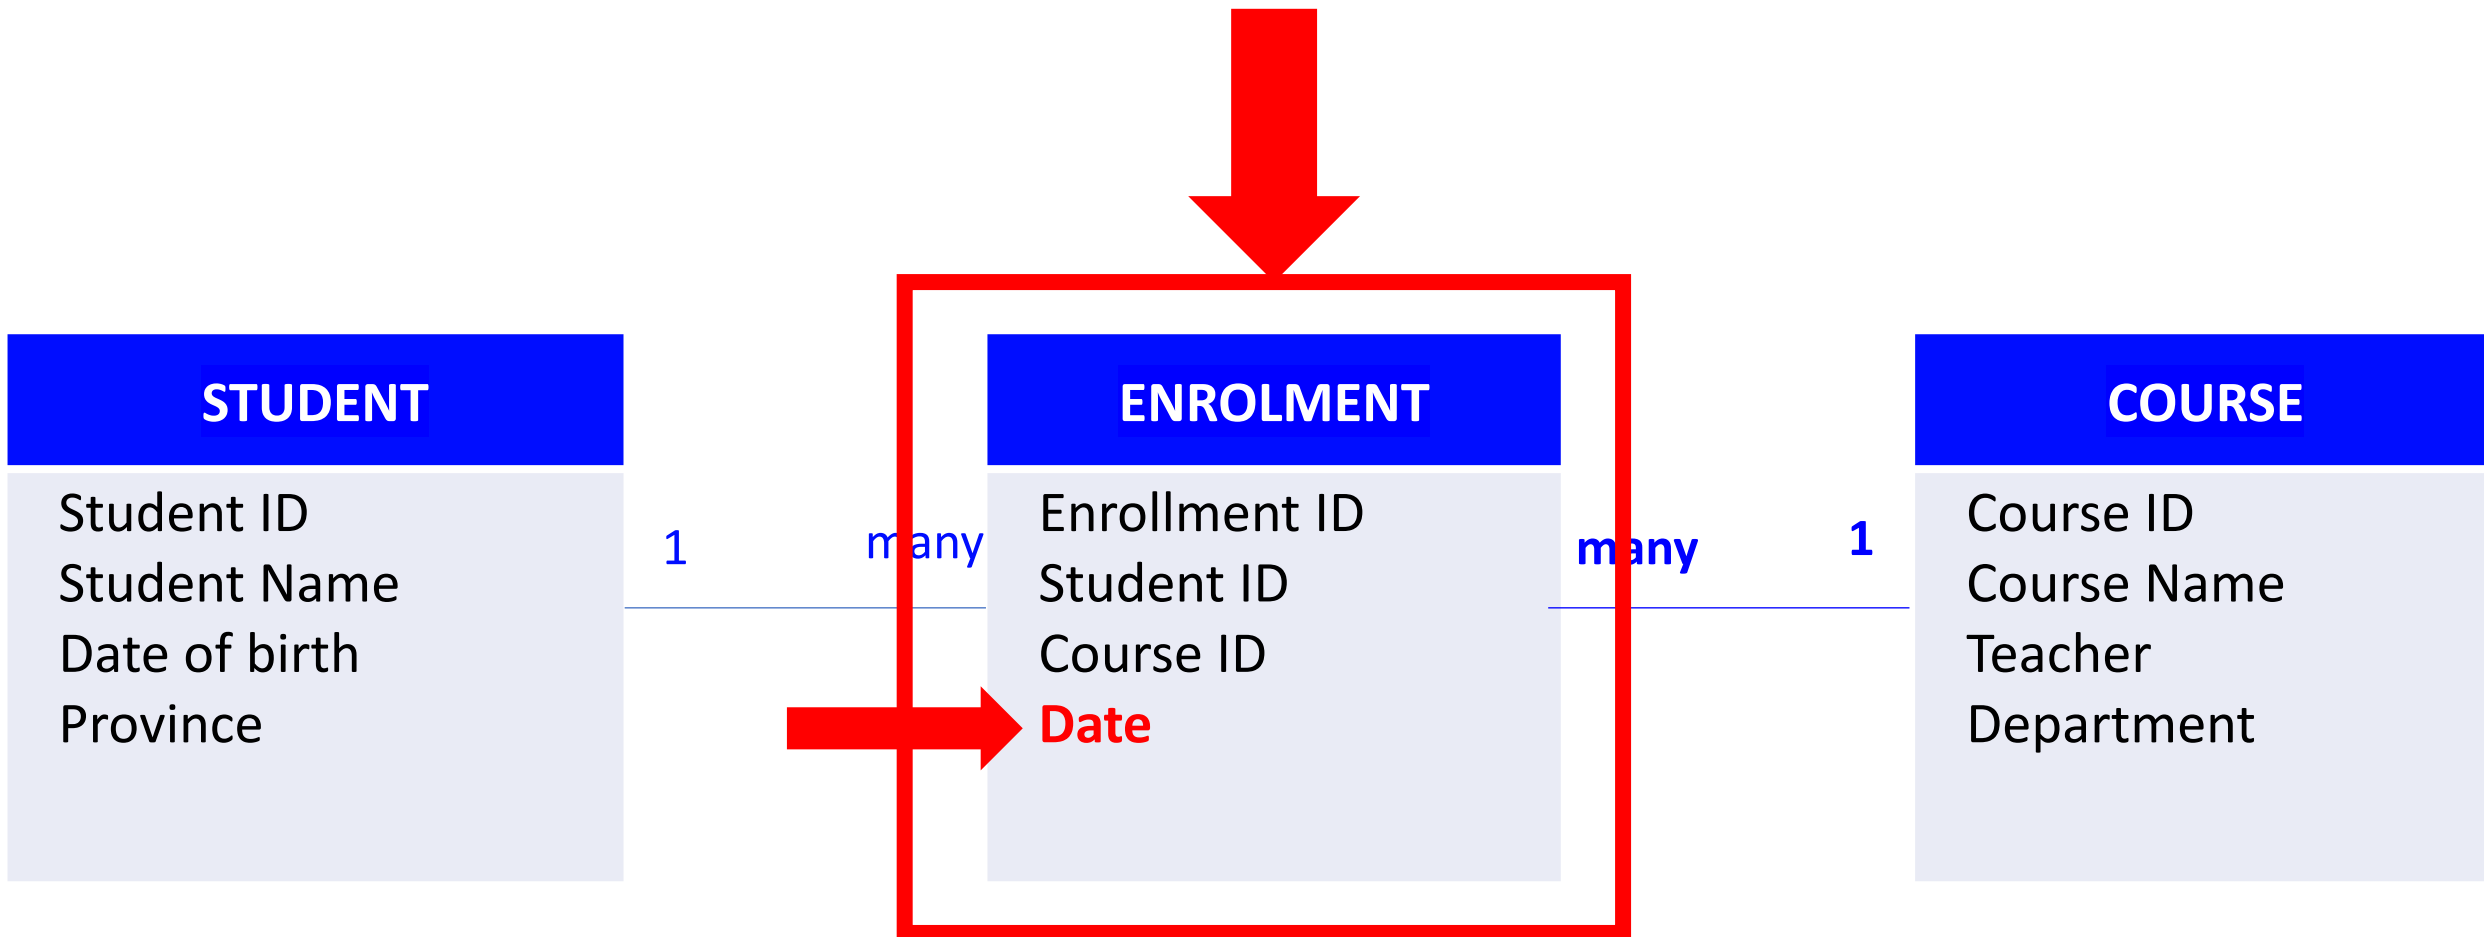 STUDENT
Student ID
Student Name
Date of birth
Province
1
many
ENROLMENT
Enrollment ID
Student ID
Course ID
Date
many
1
COURSE
Course ID
Course Name
Teacher
Department